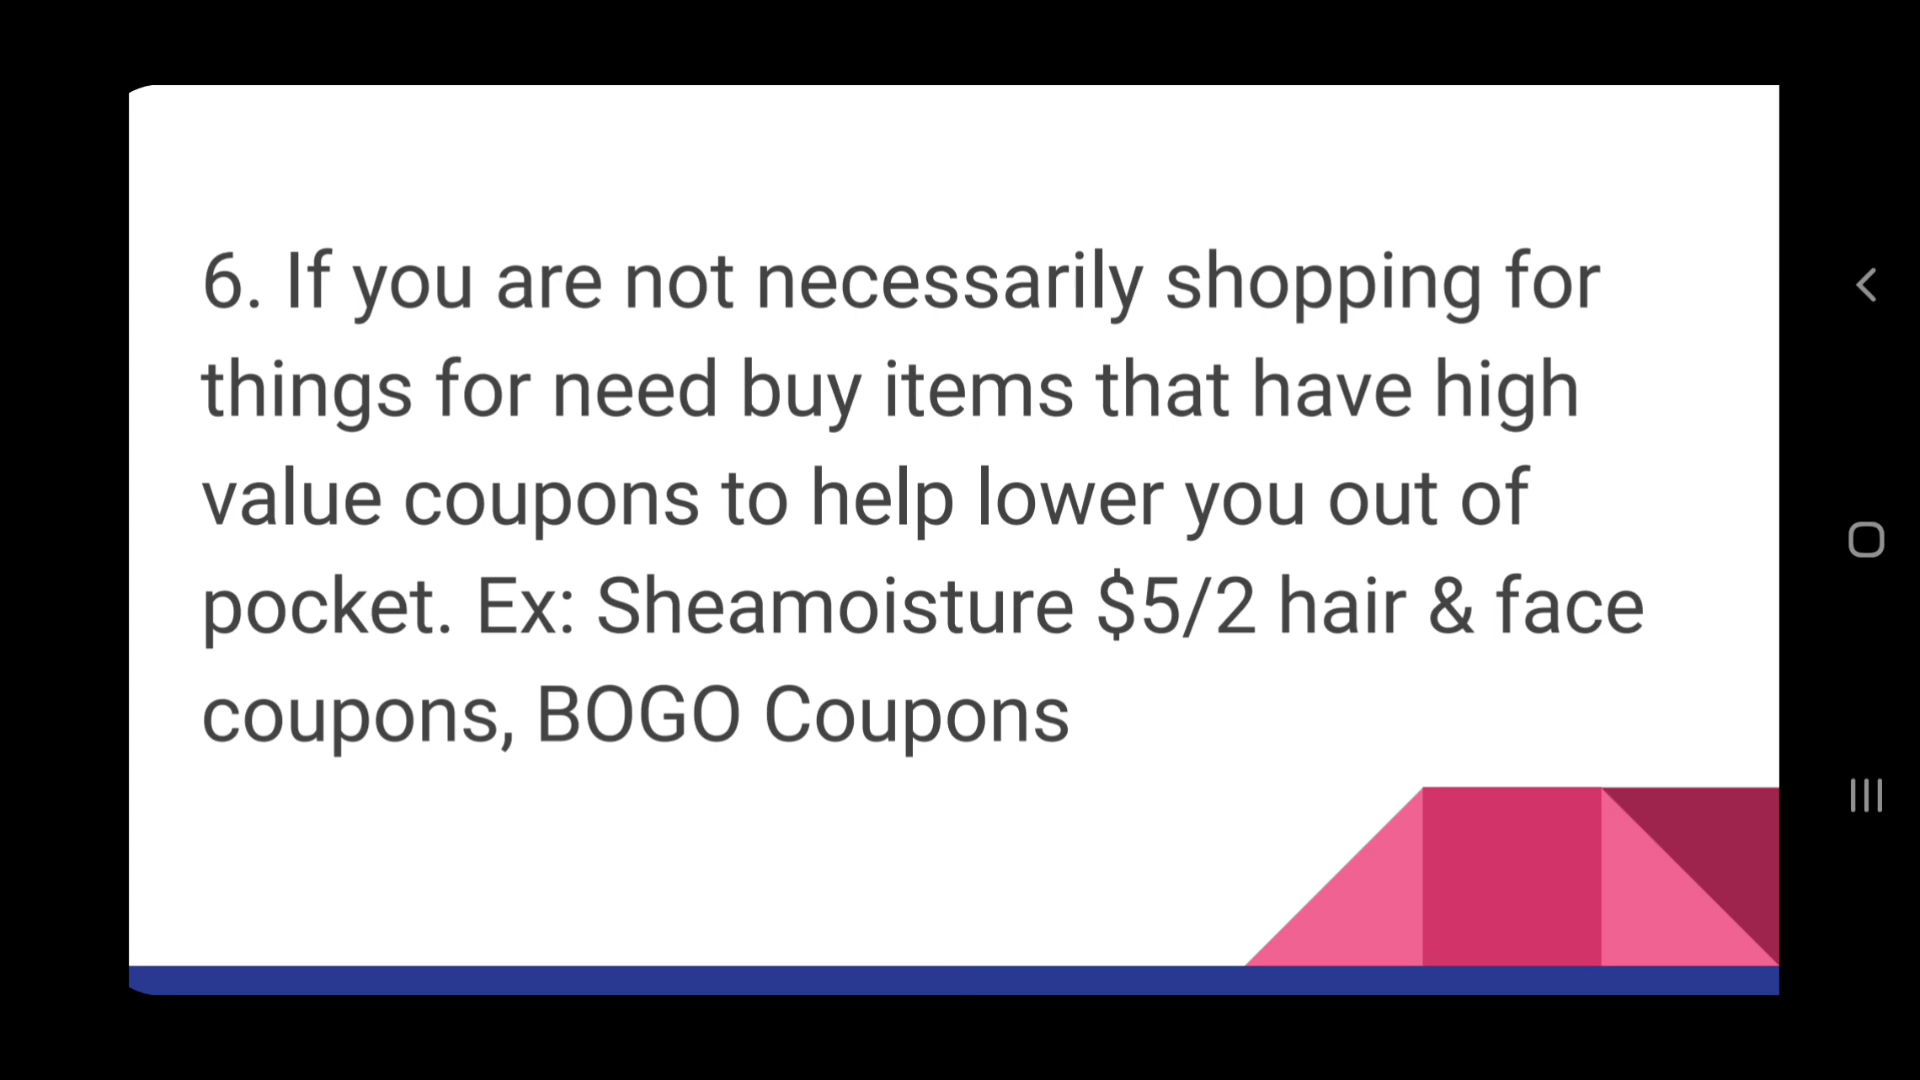 6. If you are not necessarily shopping for
things for need buy items that have high
value coupons to help lower you out of
pocket. Ex: Sheamoisture $5/2 hair & face
coupons, BOGO Coupons